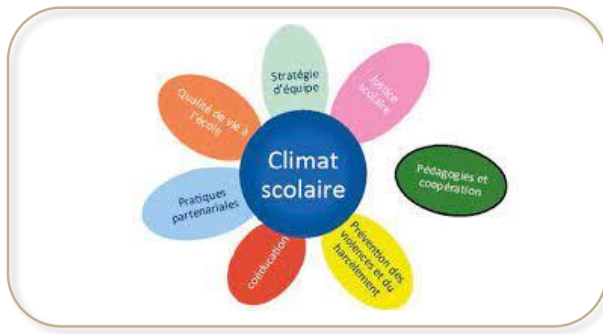 Climat
scolaire
Stratégie
d'équipe
Justice
scolaire
Pédagogies et
coopération
Prévention des
violences et du
harcèlement
coéducation
Pratiques
partenariales
Qualité de vie à
l'école